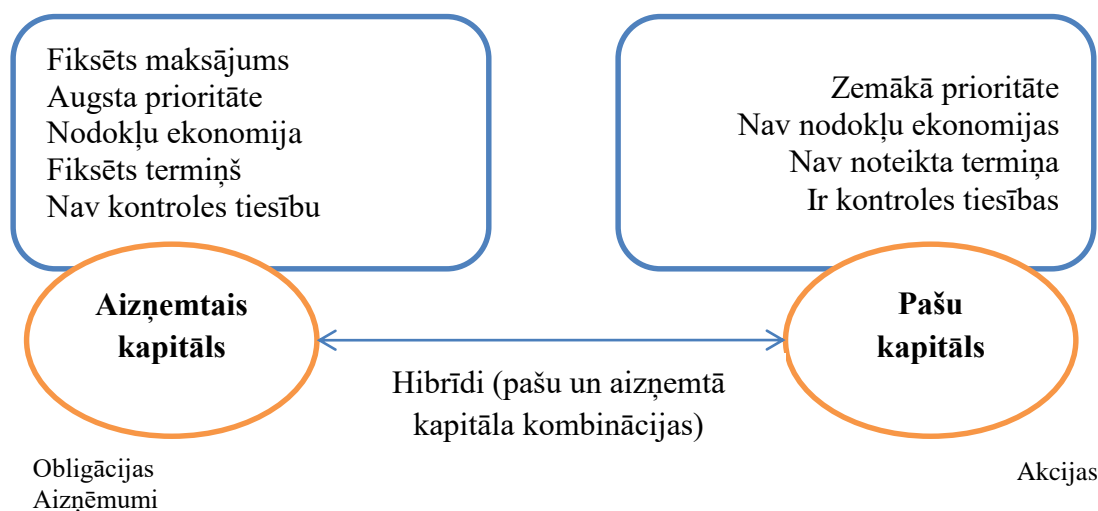 Fiksēts maksājums
Augsta prioritāte
Nodokļu ekonomija
Fiksēts termiņš
Nav kontroles tiesību
Zemākā prioritāte
Nav nodokļu ekonomijas
Nav noteikta termiņa
Ir kontroles tiesības
Aizņemtais
kapitāls
Pašu
kapitāls
Hibrīdi (pašu un aizņemtā
kapitāla kombinācijas)
Obligācijas
Aizņēmumi
Akcijas